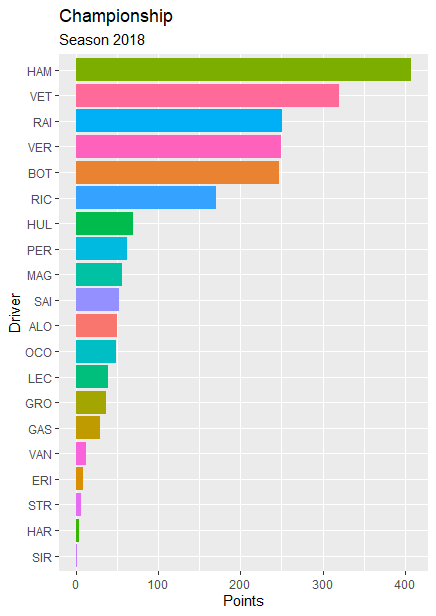 Championship
Season 2018
Driver
HAM
VET
RAI
VER
BOT
RIC
HUL
PER
MAG
SAI
ALO
OCO
LEC
GRO
GAS
VAN
ERI
STR
HAR
SIR
0 100 200 300 400
Points